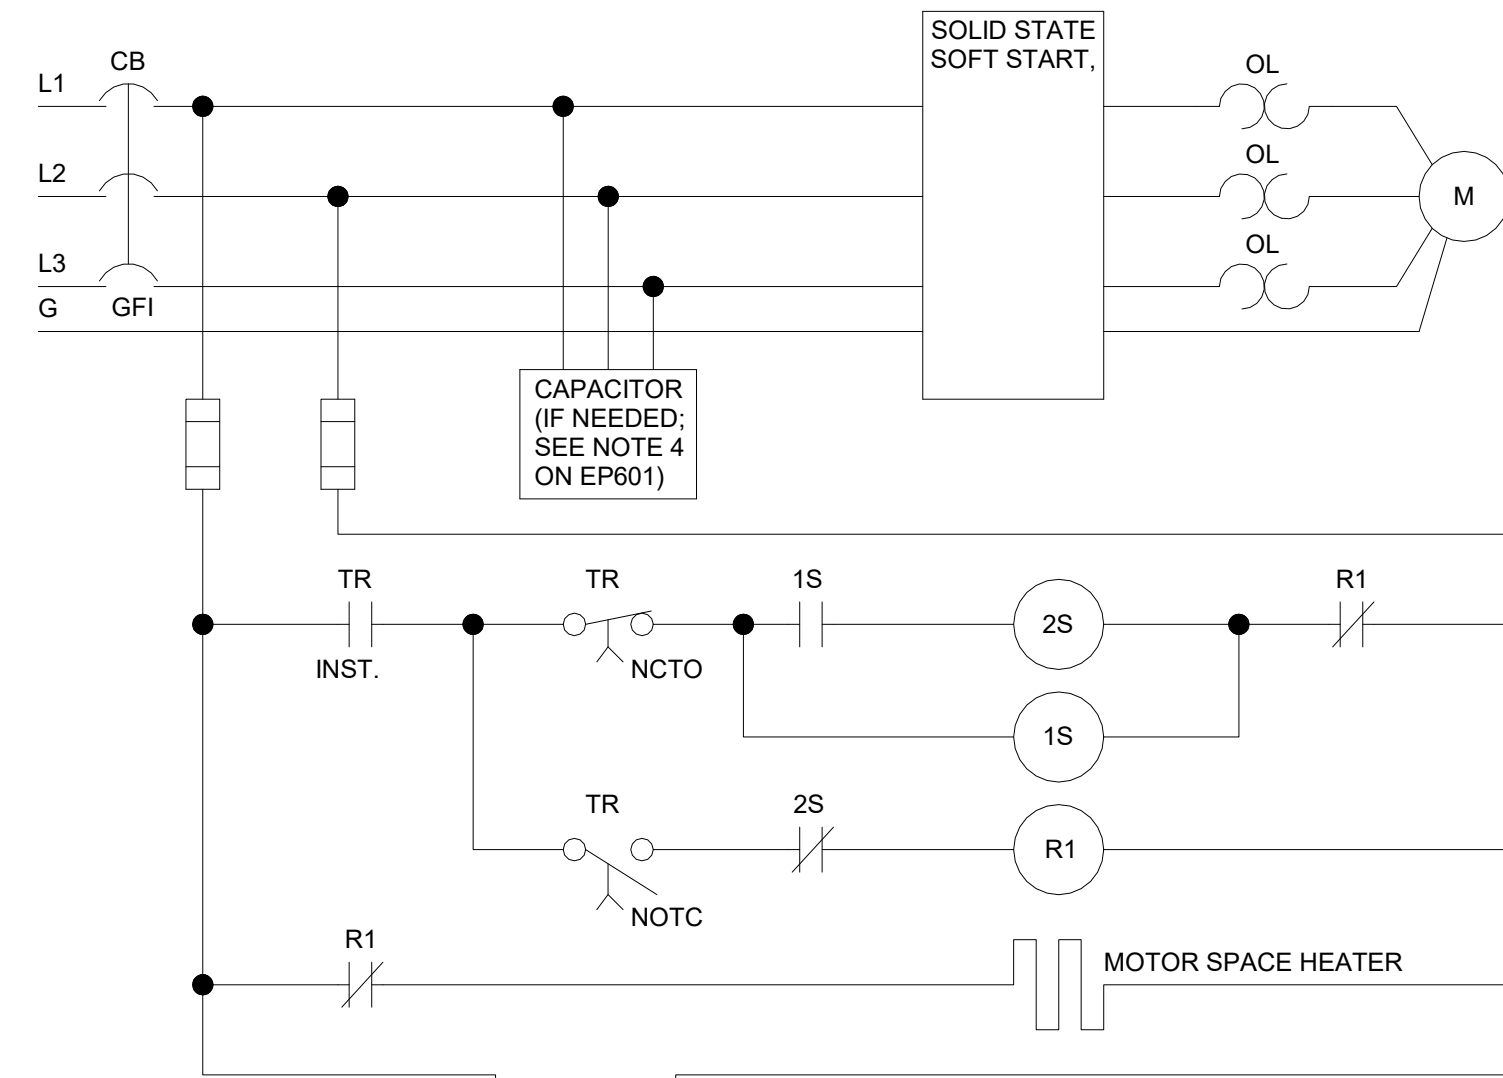 SOLID STATE
SOFT START,
CB
L1
OL
L2
OL
L3
OL
G
GFI
M
CAPACITOR
(IF NEEDED;
SEE NOTE 4
ON EP601)
TR
TR
1S
R1
2S
INST.
NCTO
1S
TR
2S
R1
NOTC
R1
MOTOR SPACE HEATER